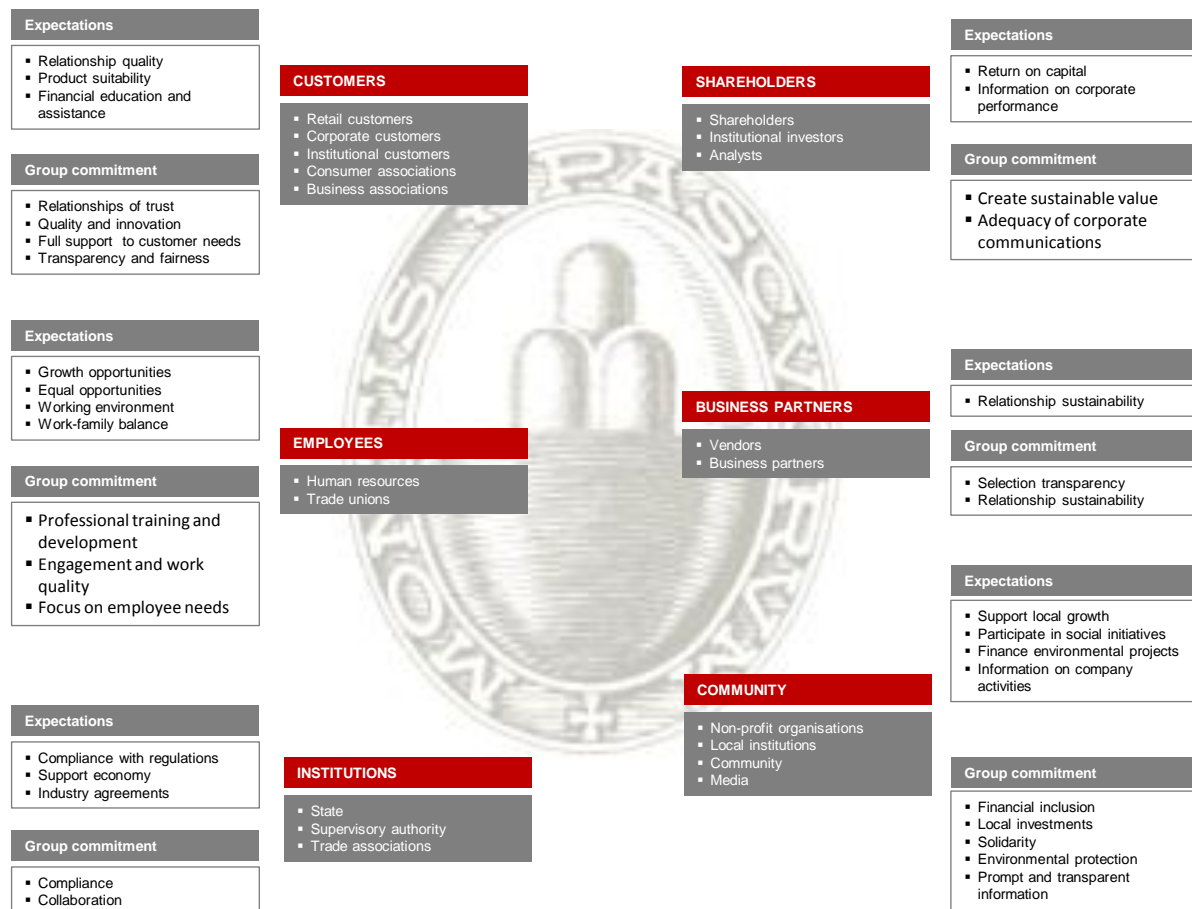 Expectations
▪ Relationship quality
▪ Product suitability
▪ Financial education and
assistance
Group commitment
▪ Relationships of trust
▪ Quality and innovation
▪ Full support to customer needs
▪ Transparency and fairness
CUSTOMERS
▪ Retail customers
▪ Corporate customers
▪ Institutional customers
▪ Consumer associations
▪ Business associations
SHAREHOLDERS
▪ Shareholders
▪ Institutional investors
▪ Analysts
Expectations
▪ Return on capital
▪ Information on corporate
performance
Group commitment
▪ Create sustainable value
▪ Adequacy of corporate
communications
Expectations
▪ Growth opportunities
▪ Equal opportunities
▪ Working environment
▪ Work-family balance
Group commitment
▪ Professional training and
development
▪ Engagement and work
quality
▪ Focus on employee needs
EMPLOYEES
▪ Human resources
▪ Trade unions
BUSINESS PARTNERS
▪ Vendors
▪ Business partners
Expectations
▪ Relationship sustainability
Group commitment
▪ Selection transparency
▪ Relationship sustainability
Expectations
▪ Compliance with regulations
▪ Support economy
▪ Industry agreements
Group commitment
▪ Compliance
▪ Collaboration
INSTITUTIONS
▪ State
▪ Supervisory authority
▪ Trade associations
COMMUNITY
▪ Non-profit organisations
▪ Local institutions
▪ Community
▪ Media
Expectations
▪ Support local growth
▪ Participate in social initiatives
▪ Finance environmental projects
▪ Information on company
activities
Group commitment
▪ Financial inclusion
▪ Local investments
▪ Solidarity
▪ Environmental protection
▪ Prompt and transparent
information